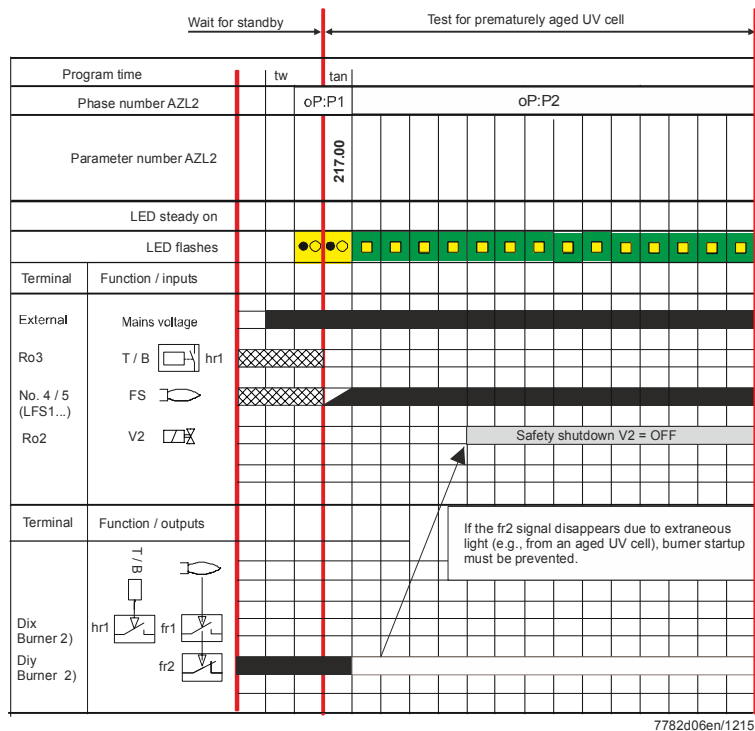 Wait for standby
Test for prematurely aged UV cell
Program time
tw
tan
Phase number AZL2
oP:P1
oP:P2
Parameter number AZL2
217.00
LED steady on
LED flashes
Terminal
Function / inputs
External
Mains voltage
Ro3
T / B
hr1
No. 4 / 5
(LFS1...)
FS
Ro2
V2
Safety shutdown V2 = OFF
Terminal
Function / outputs
If the fr2 signal disappears due to extraneous
light (e.g., from an aged UV cell), burner startup
must be prevented.
T / B
Dix
Burner 2)
hr1
fr1
Diy
Burner 2)
fr2
7782d06en/1215